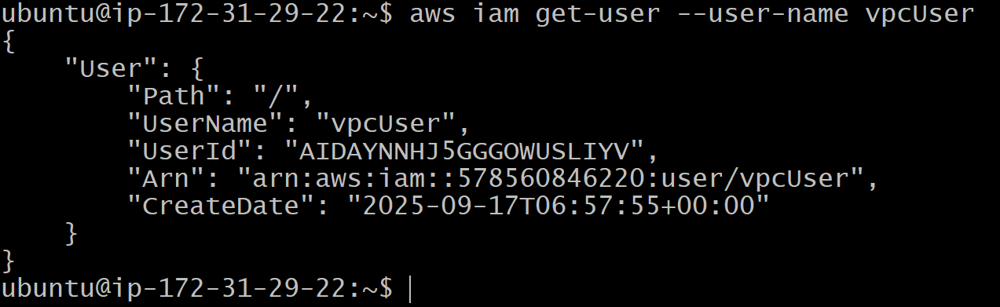 ubuntu@ip-172-31-29-22:~$ aws iam get-user --user-name vpcUser
{
    "User": {
        "Path": "/",
        "UserName": "vpcUser",
        "UserId": "AIDAYNNHJ5GGGOWUSLIYV",
        "Arn": "arn:aws:iam::578560846220:user/vpcUser",
        "CreateDate": "2025-09-17T06:57:55+00:00"
    }
}
ubuntu@ip-172-31-29-22:~$